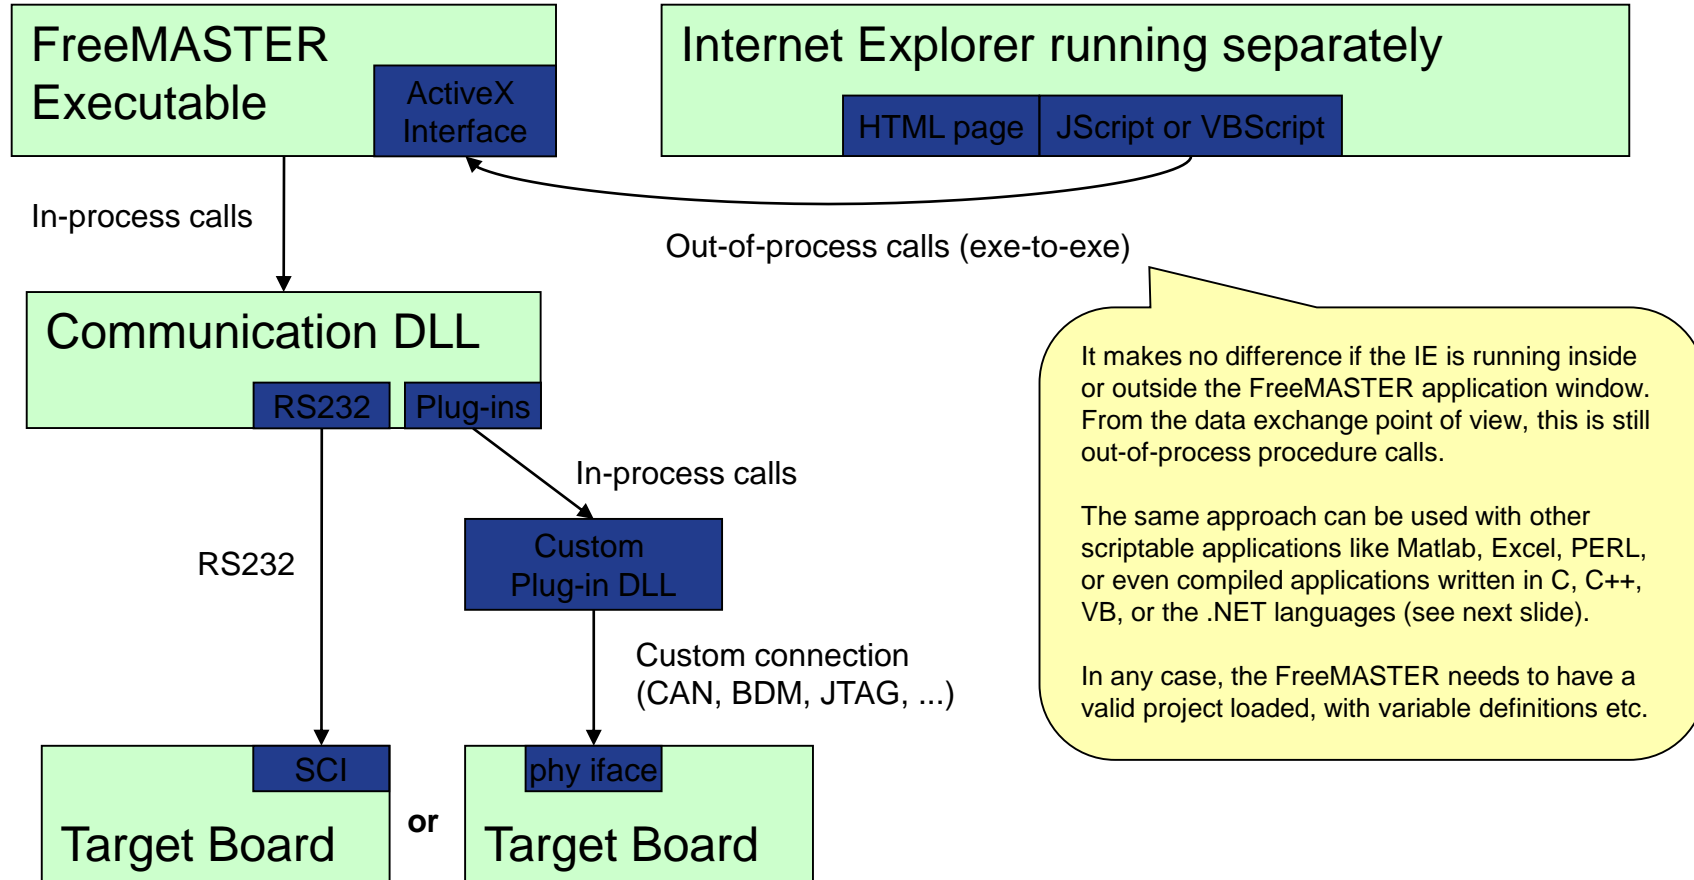 FreeMASTER
Executable
ActiveX
Interface
Internet Explorer running separately
HTML page
JScript or VBScript
In-process calls
Out-of-process calls (exe-to-exe)
Communication DLL
RS232
Plug-ins
It makes no difference if the IE is running inside
or outside the FreeMASTER application window.
From the data exchange point of view, this is still
out-of-process procedure calls.
The same approach can be used with other
scriptable applications like Matlab, Excel, PERL,
or even compiled applications written in C, C++,
VB, or the .NET languages (see next slide).
In any case, the FreeMASTER needs to have a
valid project loaded, with variable definitions etc.
In-process calls
RS232
Custom
Plug-in DLL
Custom connection
(CAN, BDM, JTAG, ...)
SCI
Target Board
or
phy iface
Target Board